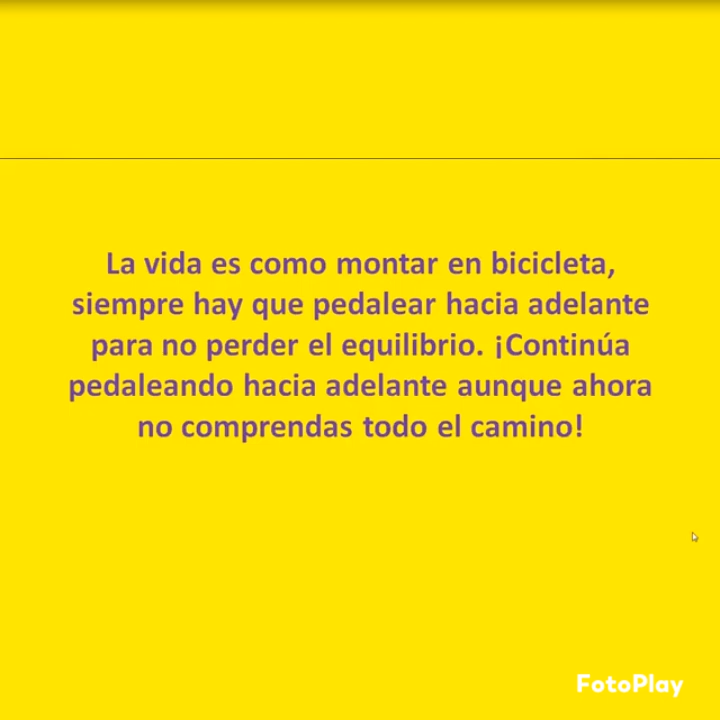 La vida es como montar en bicicleta,
siempre hay que pedalear hacia adelante
para no perder el equilibrio. ¡Continúa
pedaleando hacia adelante aunque ahora
no comprendas todo el camino!
FotoPlay